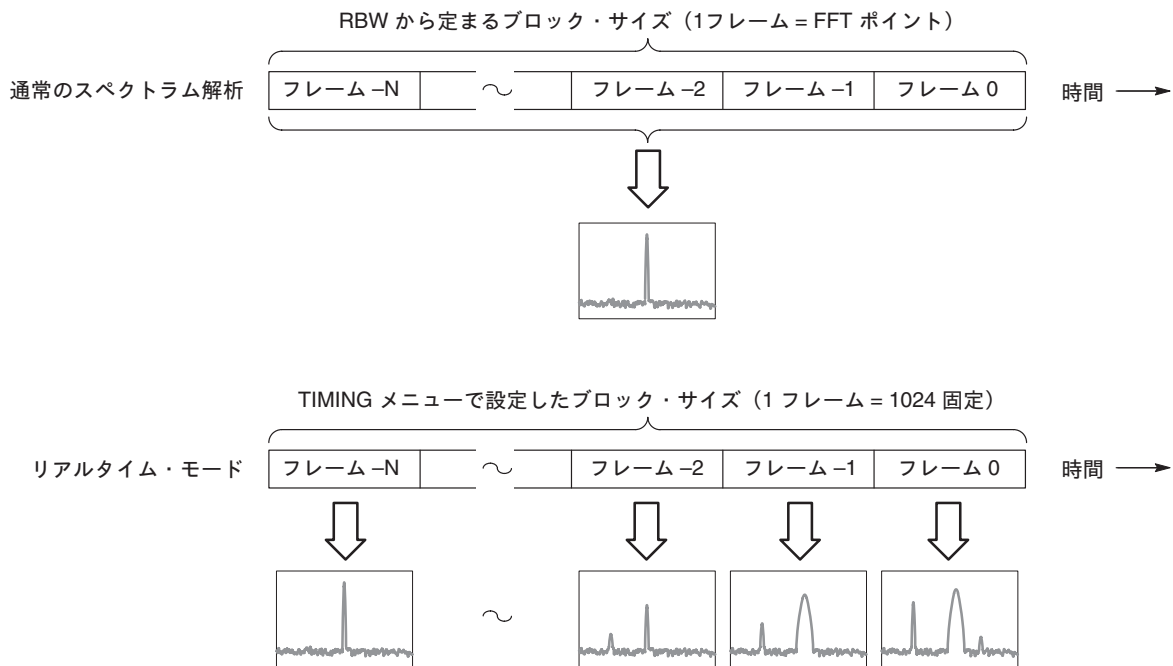 RBW から定まるブロック・サイズ（1フレーム = FFT ポイント）
通常のスペクトラム解析
フレーム –N
～
フレーム –2
フレーム –1
フレーム 0
時間
TIMING メニューで設定したブロック・サイズ（1 フレーム = 1024 固定）
リアルタイム・モード
フレーム –N
～
フレーム –2
フレーム –1
フレーム 0
時間
～